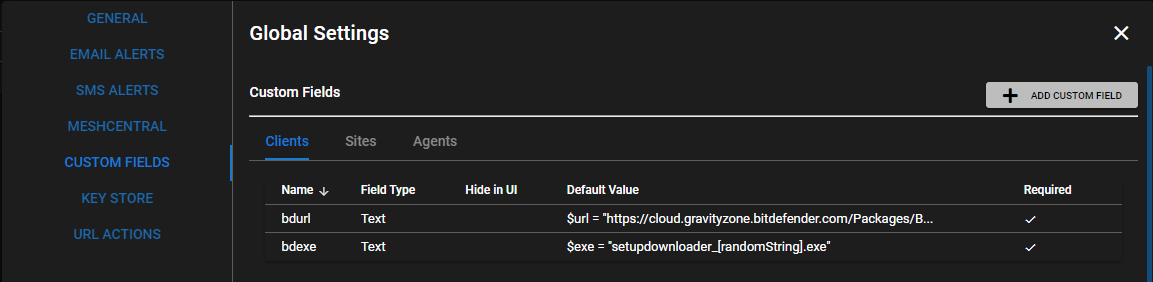 GENERAL
EMAIL ALERTS
SMS ALERTS
MESHCENTRAL
CUSTOM FIELDS
KEY STORE
URL ACTIONS
Global Settings
Custom Fields
ADD CUSTOM FIELD
Clients Sites Agents
Name Field Type Hide in UI Default Value Required
bdurl Text $url = "https://cloud.gravityzone.bitdefender.com/Packages/B...
bdexe Text $exe = "setupdownloader_[randomString].exe"